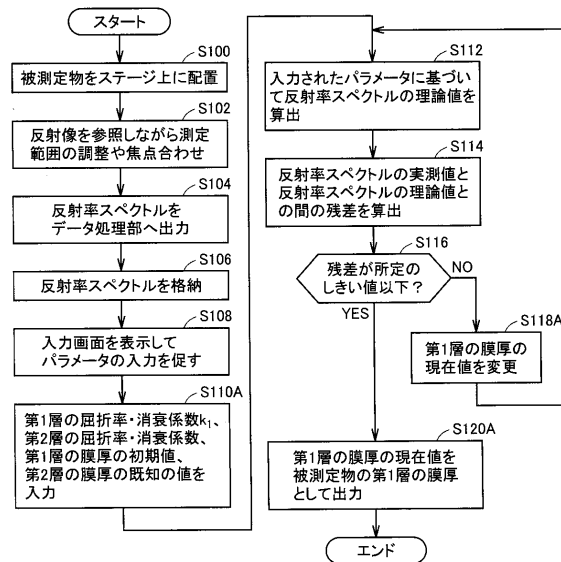 スタート
S100
被測定物をステージ上に配置
S102
反射像を参照しながら測定
範囲の調整や焦点合わせ
S104
反射率スペクトルを
データ処理部へ出力
S106
反射率スペクトルを格納
S108
入力画面を表示して
パラメータの入力を促す
S110A
第1層の屈折率・消衰係数k₁、
第2層の屈折率・消衰係数、
第1層の膜厚の初期値、
第2層の膜厚の既知の値を
入力
S112
入力されたパラメータに基づい
て反射率スペクトルの理論値を
算出
S114
反射率スペクトルの実測値と
反射率スペクトルの理論値と
の間の残差を算出
S116
残差が所定の
しきい値以下?
NO
YES
S118A
第1層の膜厚の
現在値を変更
S120A
第1層の膜厚の現在値を
被測定物の第1層の膜厚
として出力
エンド